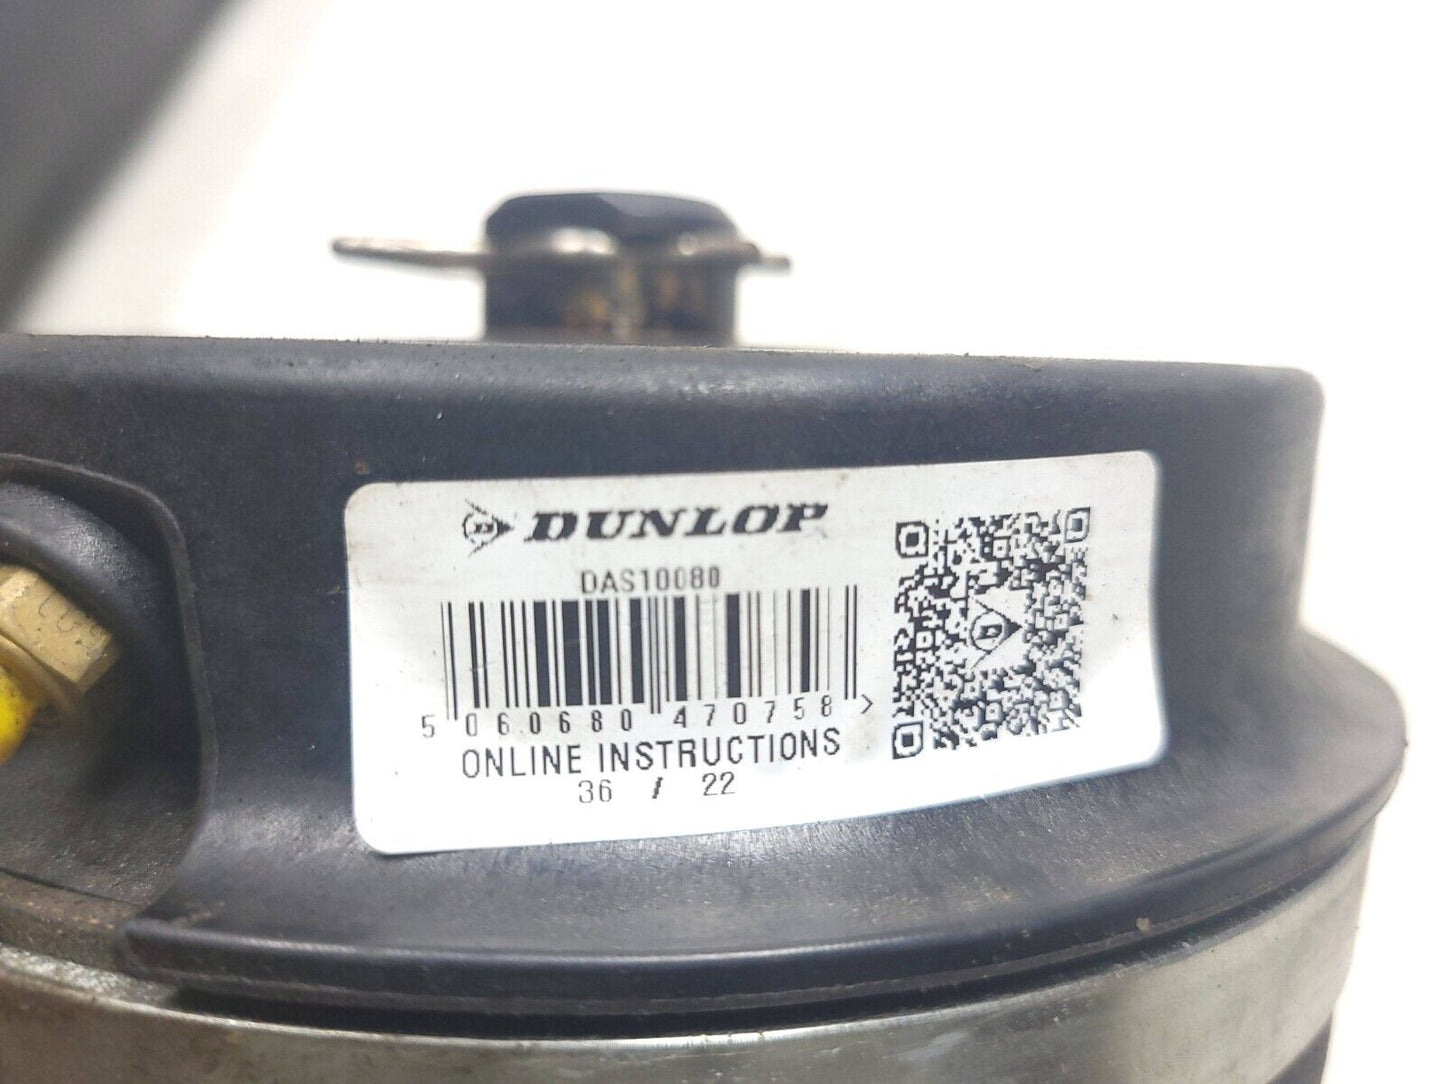 D DUNLOP
DAS10080
5 060680 470758 >
ONLINE INSTRUCTIONS
36 / 22
D